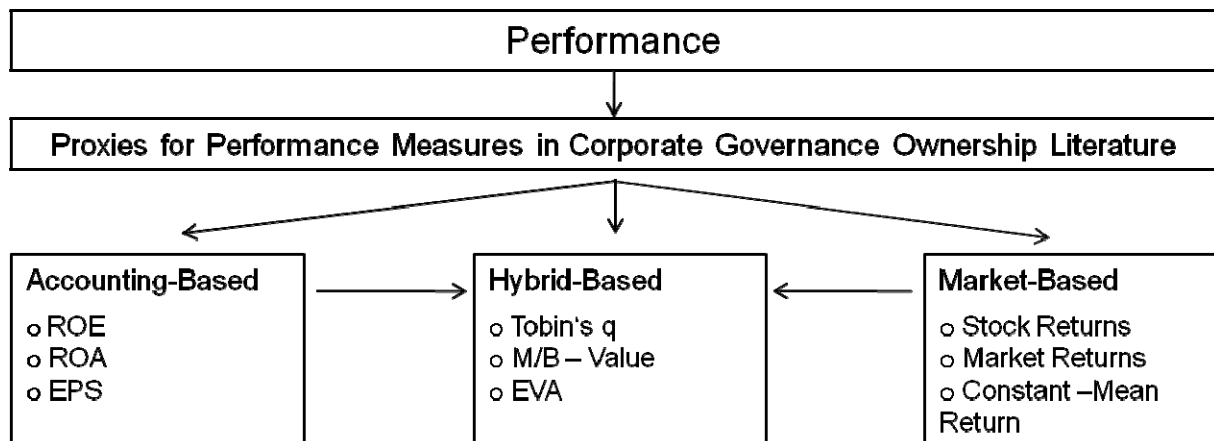 Performance
Proxies for Performance Measures in Corporate Governance Ownership Literature
Accounting-Based
o ROE
o ROA
o EPS
Hybrid-Based
o Tobin‘s q
o M/B – Value
o EVA
Market-Based
o Stock Returns
o Market Returns
o Constant –Mean
Return